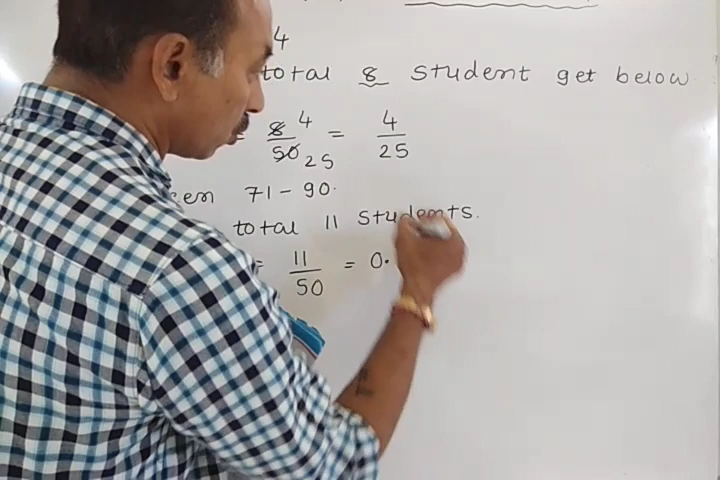 4
total 8 student get below
= 8/50 4 25 = 4/25
71 - 90.
total 11 students.
= 11/50 = 0.